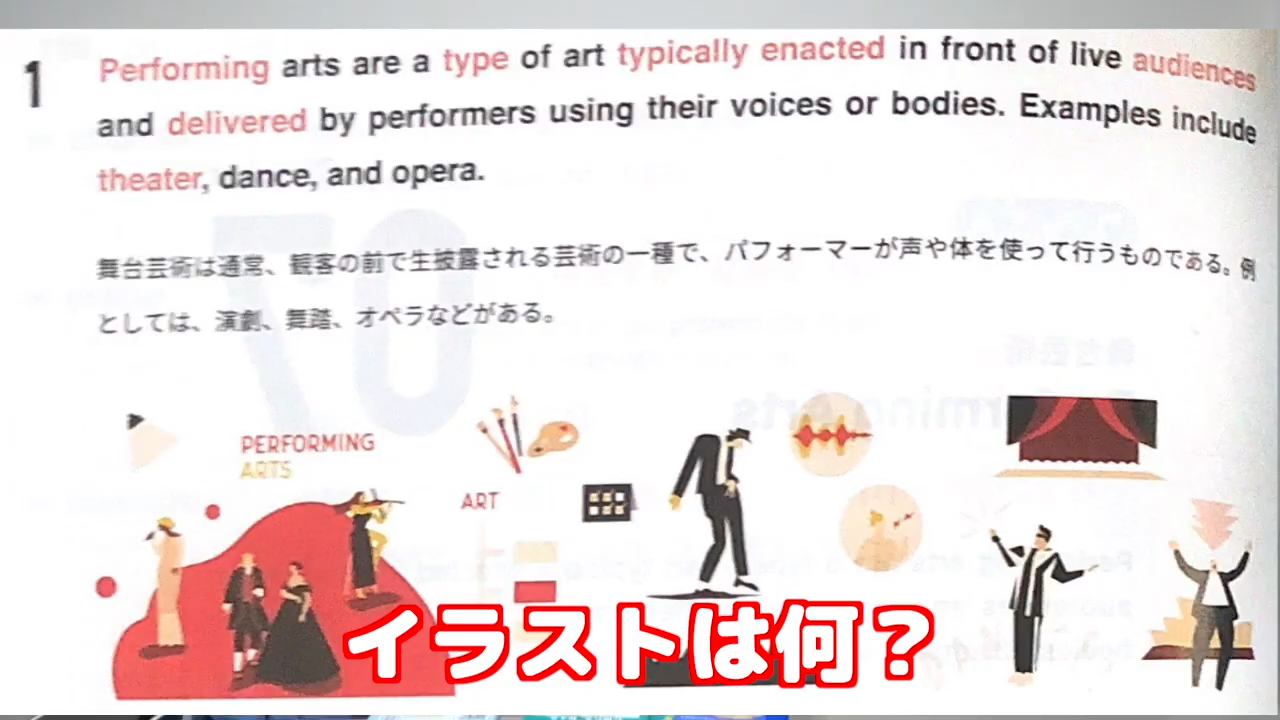 1
Performing arts are a type of art typically enacted in front of live audiences
and delivered by performers using their voices or bodies. Examples include
theater, dance, and opera.
舞台芸術は通常、観客の前で生披露される芸術の一種で、パフォーマーが声や体を使って行うものである。例
としては、演劇、舞踏、オペラなどがある。
PERFORMING
ARTS
ART
イラストは何？